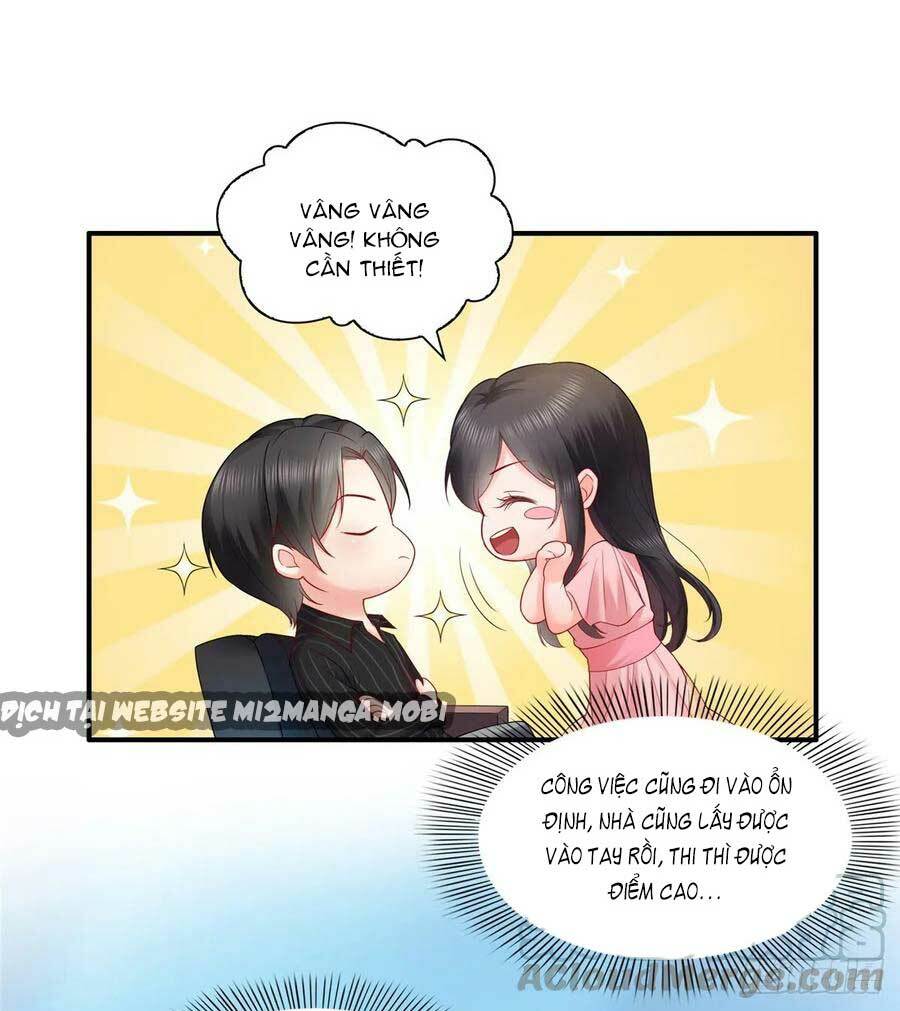 VÂNG VÂNG
VÂNG! KHÔNG
CẦN THIẾT!
DỊCH TẠI WEBSITE MI2MANGA MOBI
CÔNG VIỆC CŨNG ĐI VÀO ỔN
ĐỊNH, NHÀ CŨNG LẤY ĐƯỢC
VÀO TAY RỒI, THI THÌ ĐƯỢC
ĐIỂM CAO...
ACloudMerge.com